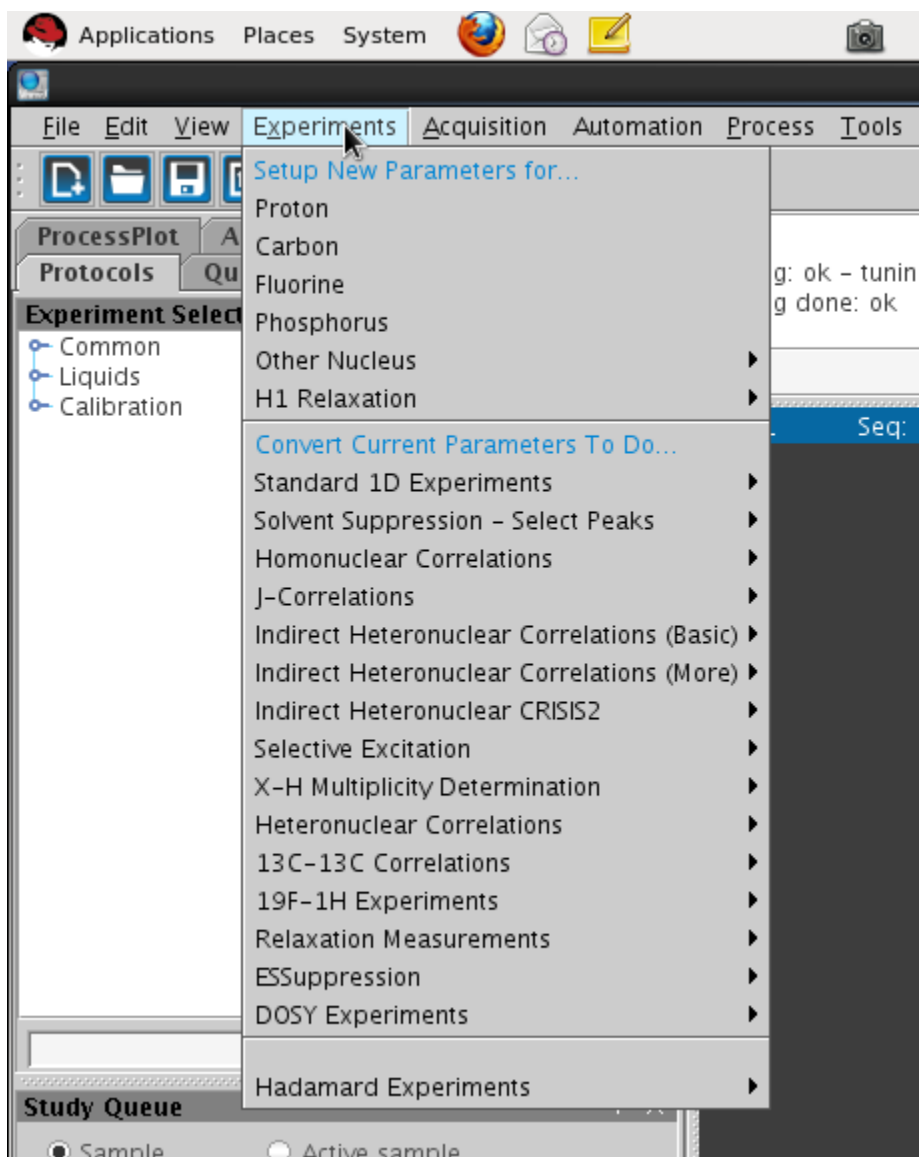 Applications Places System
File Edit View Experiments Acquisition Automation Process Tools
Setup New Parameters for...
Proton
Carbon
Fluorine
Phosphorus
Other Nucleus
H1 Relaxation
Convert Current Parameters To Do...
Standard 1D Experiments
Solvent Suppression – Select Peaks
Homonuclear Correlations
J–Correlations
Indirect Heteronuclear Correlations (Basic)
Indirect Heteronuclear Correlations (More)
Indirect Heteronuclear CRISIS2
Selective Excitation
X–H Multiplicity Determination
Heteronuclear Correlations
13C–13C Correlations
19F–1H Experiments
Relaxation Measurements
ESSuppression
DOSY Experiments
Hadamard Experiments
ProcessPlot A
Protocols Qu
Experiment Select
Common
Liquids
Calibration
g: ok – tunin
g done: ok
Seq:
Study Queue
Sample Active sample